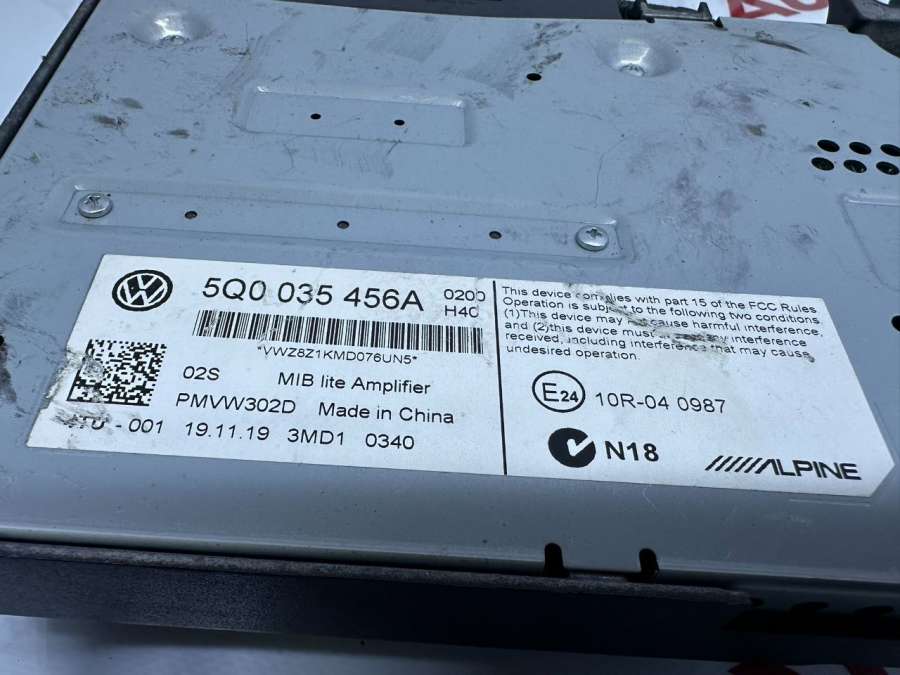 5Q0 035 456A 0200
H40
*VWZ8Z1KMD076UN5*
02S MIB lite Amplifier
PMVW302D Made in China
- 001 19.11.19 3MD1 0340
This device complies with part 15 of the FCC Rules
Operation is subject to the following two conditions
(1)This device may not cause harmful interference,
and (2)this device must any interference
received, including interference that may cause
undesired operation.
E24 10R-04 0987
N18
ALPINE